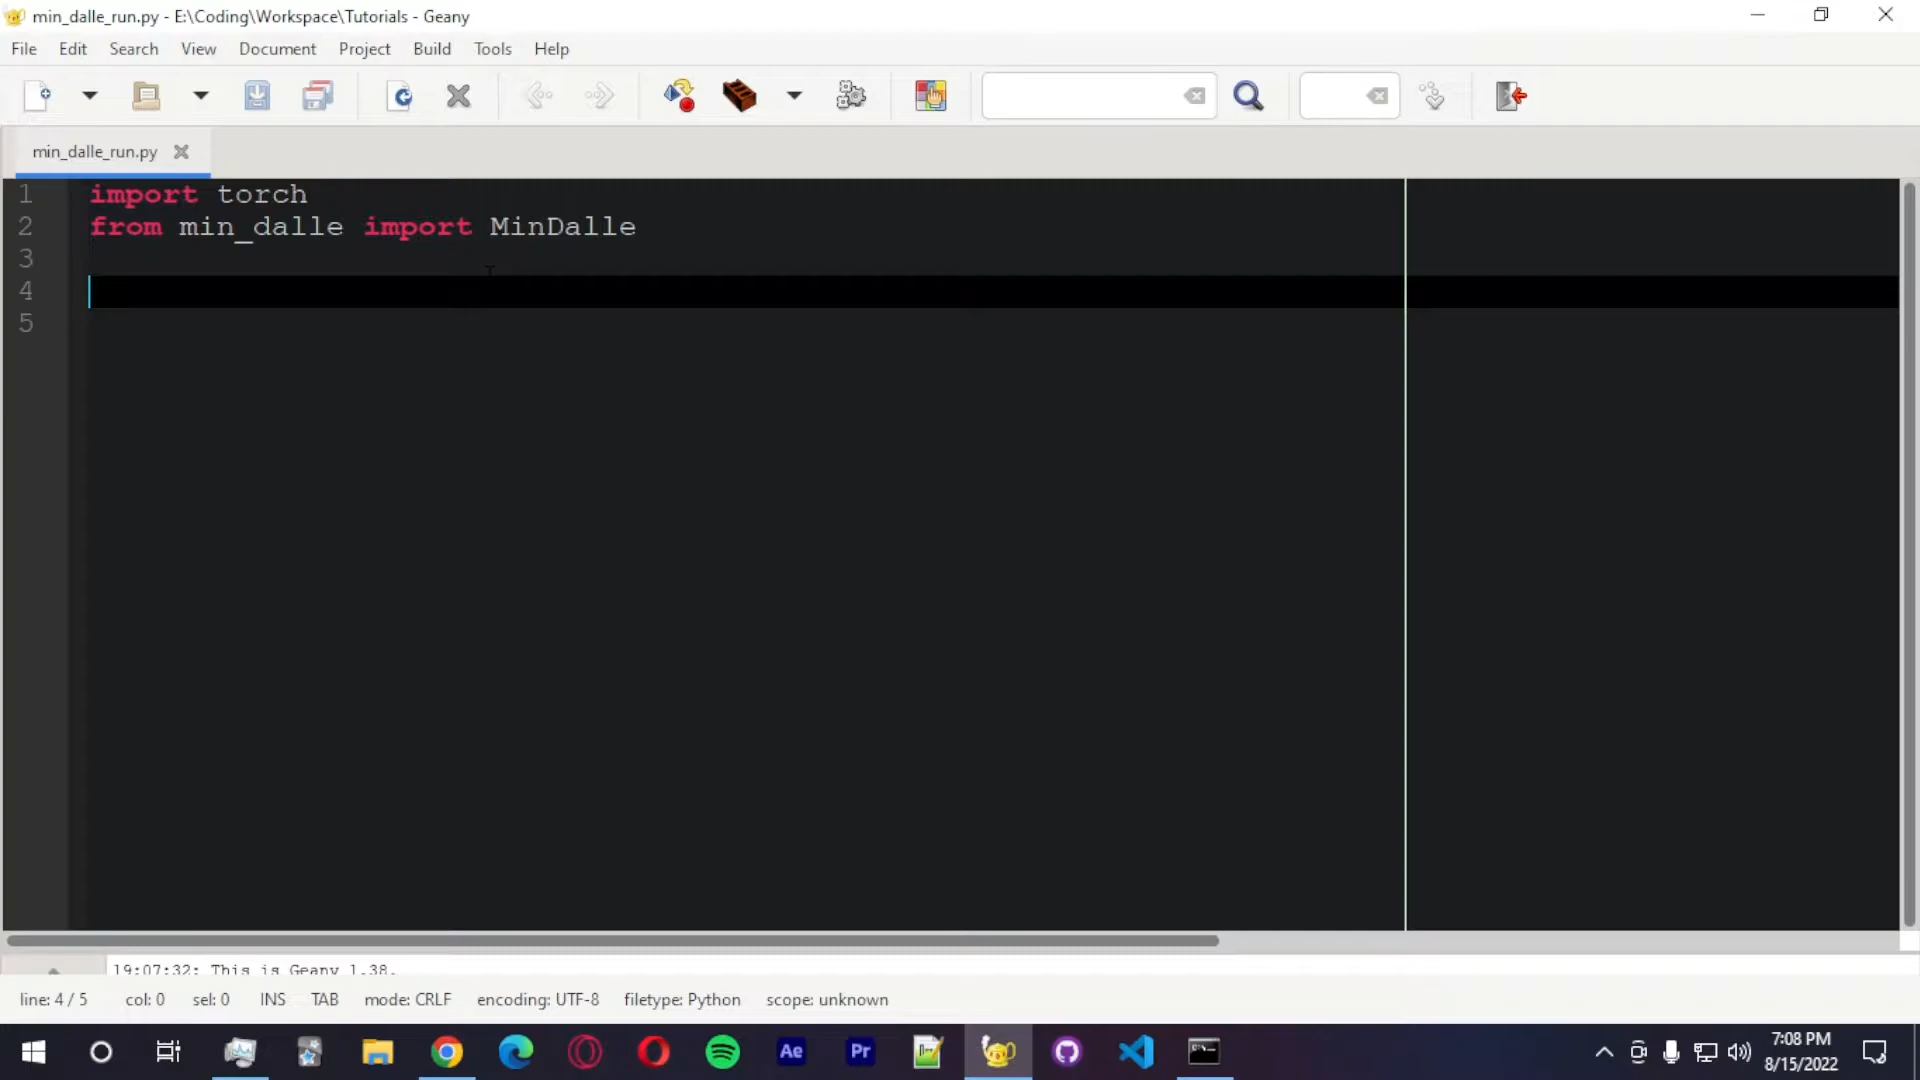 min_dalle_run.py - E:\Coding\Workspace\Tutorials - Geany
File Edit Search View Document Project Build Tools Help
min_dalle_run.py
1 import torch
2 from min_dalle import MinDalle
3
4
5
19:07:32: This is Geany 1.38.
line: 4 / 5 col: 0 sel: 0 INS TAB mode: CRLF encoding: UTF-8 filetype: Python scope: unknown
Ae Pr
7:08 PM
8/15/2022